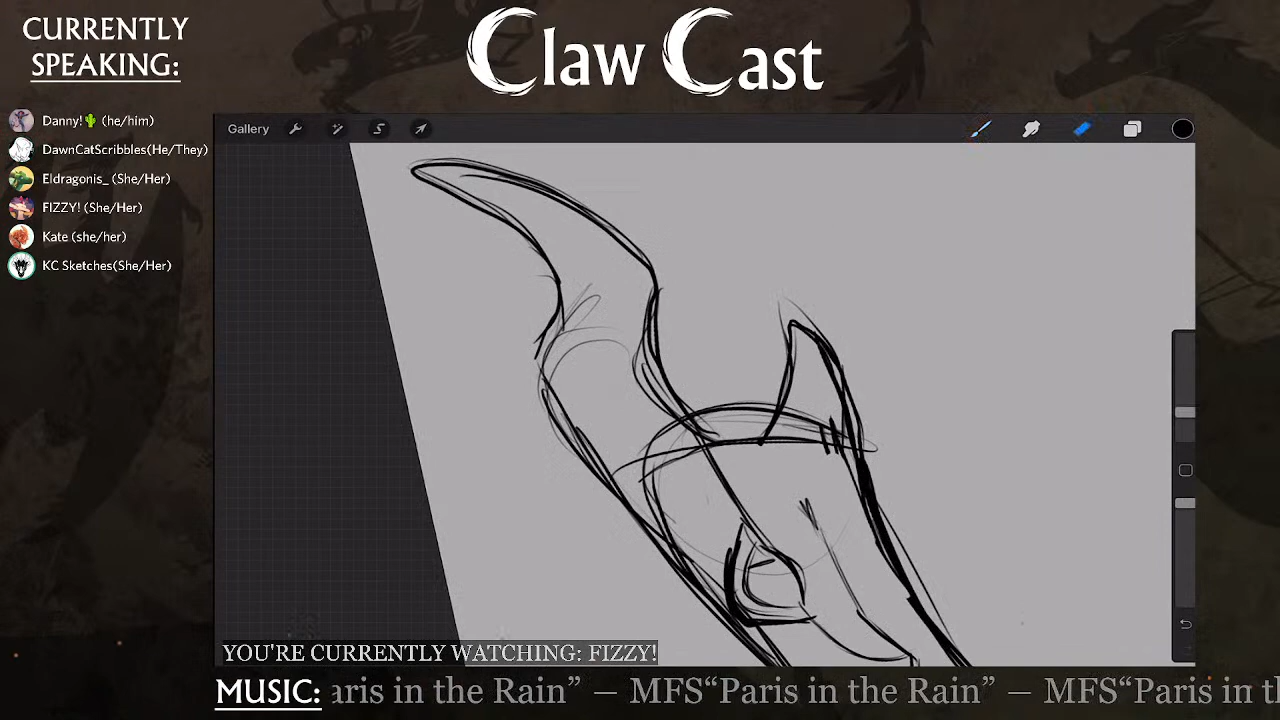 CURRENTLY
SPEAKING:
Claw Cast
Danny!🌵 (he/him)
DawnCatScribbles(He/They)
Eldragonis_ (She/Her)
FIZZY! (She/Her)
Kate (she/her)
KC Sketches(She/Her)
Gallery
YOU'RE CURRENTLY WATCHING: FIZZY!
MUSIC: aris in the Rain” — MFS“Paris in the Rain” — MFS“Paris in t